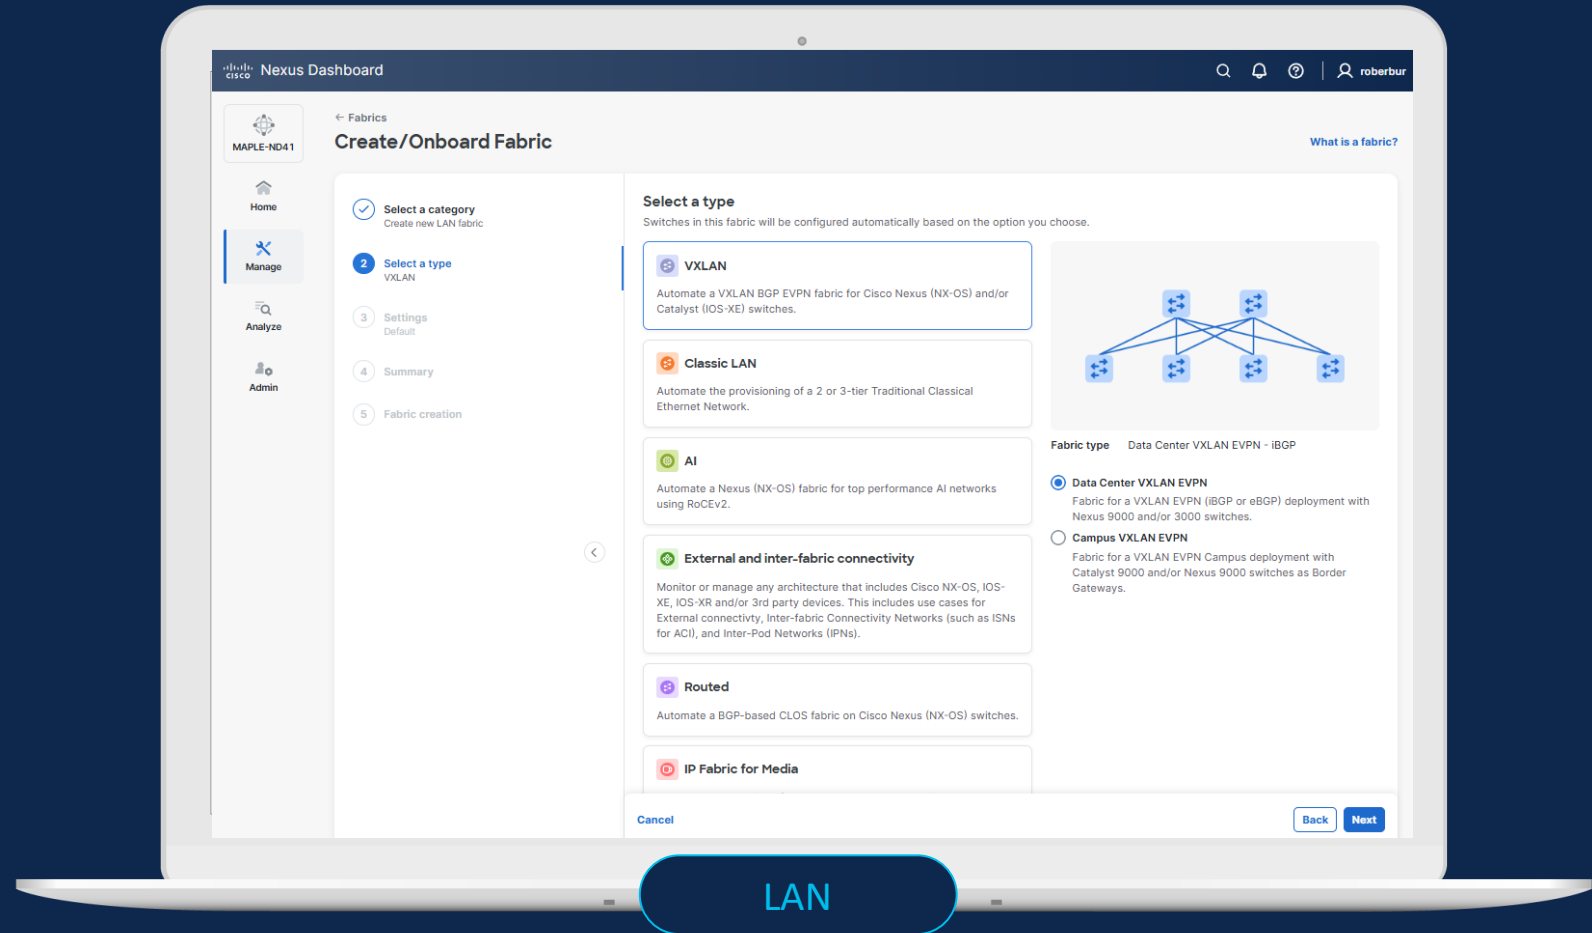 CISCO Nexus Dashboard
roberbur
MAPLE-ND41
Home
Manage
Analyze
Admin
← Fabrics
Create/Onboard Fabric
What is a fabric?
Select a category
Create new LAN fabric
2 Select a type
VXLAN
3 Settings
Default
4 Summary
5 Fabric creation
Select a type
Switches in this fabric will be configured automatically based on the option you choose.
VXLAN
Automate a VXLAN BGP EVPN fabric for Cisco Nexus (NX-OS) and/or
Catalyst (IOS-XE) switches.
Classic LAN
Automate the provisioning of a 2 or 3-tier Traditional Classical
Ethernet Network.
AI
Automate a Nexus (NX-OS) fabric for top performance AI networks
using RoCEv2.
External and inter-fabric connectivity
Monitor or manage any architecture that includes Cisco NX-OS, IOS-
XE, IOS-XR and/or 3rd party devices. This includes use cases for
External connectivty, Inter-fabric Connectivity Networks (such as ISNs
for ACI), and Inter-Pod Networks (IPNs).
Routed
Automate a BGP-based CLOS fabric on Cisco Nexus (NX-OS) switches.
IP Fabric for Media
Fabric type Data Center VXLAN EVPN - iBGP
Data Center VXLAN EVPN
Fabric for a VXLAN EVPN (iBGP or eBGP) deployment with
Nexus 9000 and/or 3000 switches.
Campus VXLAN EVPN
Fabric for a VXLAN EVPN Campus deployment with
Catalyst 9000 and/or Nexus 9000 switches as Border
Gateways.
Cancel
Back
Next
LAN